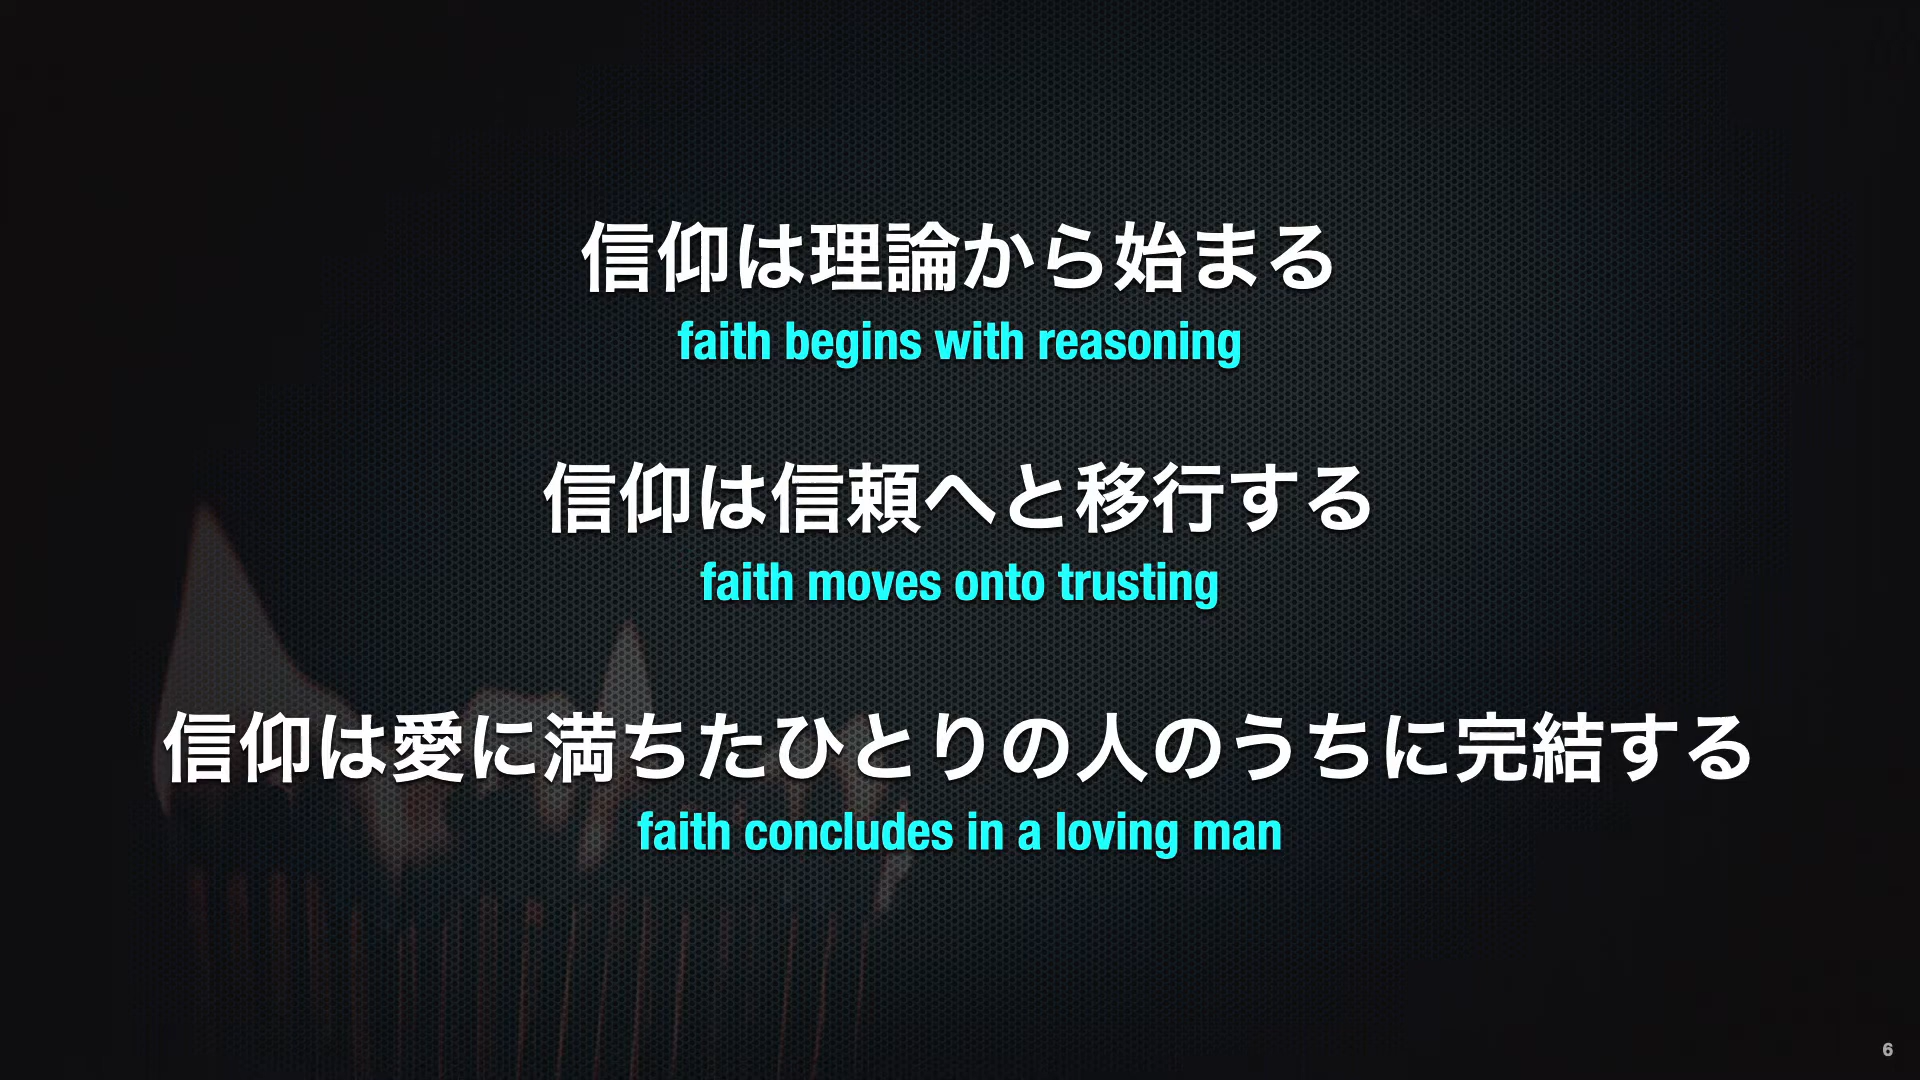 信仰は理論から始まる
faith begins with reasoning
信仰は信頼へと移行する
faith moves onto trusting
信仰は愛に満ちたひとりの人のうちに完結する
faith concludes in a loving man
6